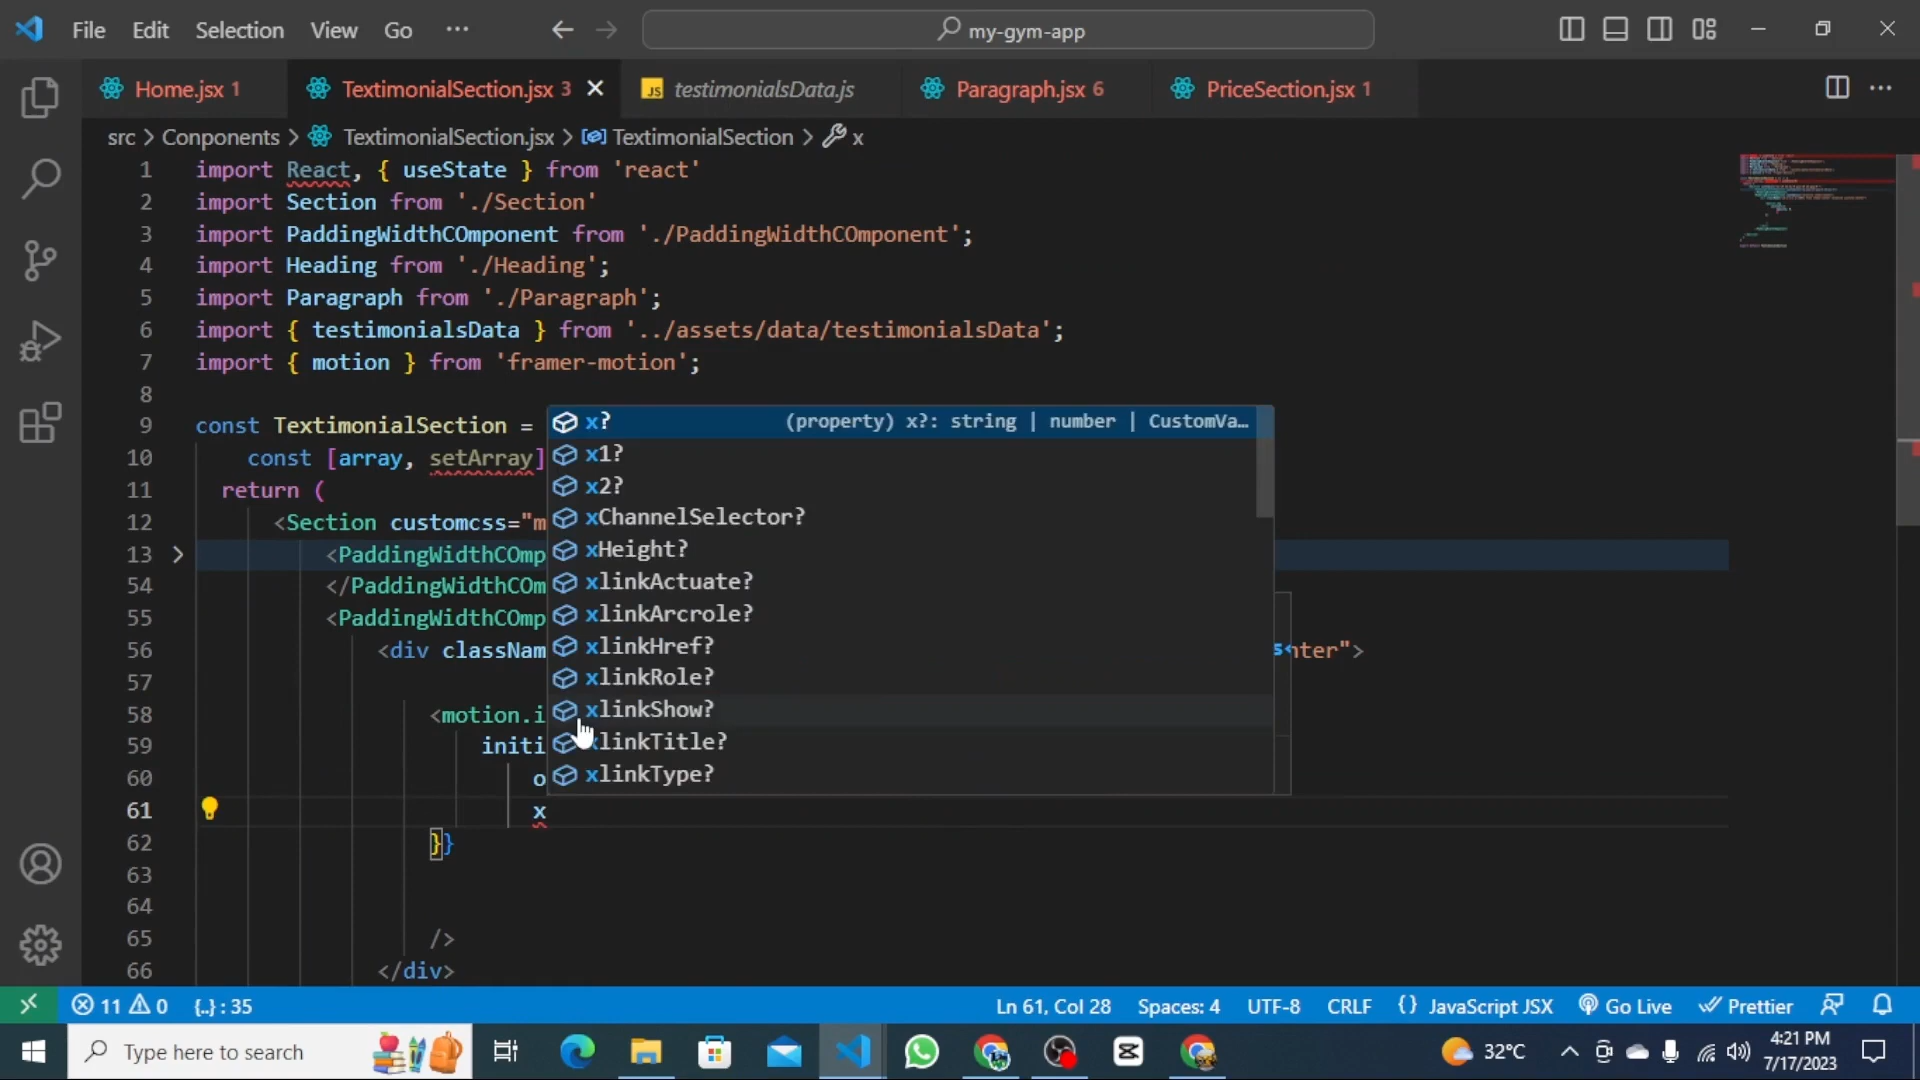 File Edit Selection View Go ···
my-gym-app
Home.jsx 1
TextimonialSection.jsx 3
JS testimonialsData.js
Paragraph.jsx 6
PriceSection.jsx 1
src > Conponents > TextimonialSection.jsx > TextimonialSection > x
1 import React, { useState } from 'react'
2 import Section from './Section'
3 import PaddingWidthCOmponent from './PaddingWidthCOmponent';
4 import Heading from './Heading';
5 import Paragraph from './Paragraph';
6 import { testimonialsData } from '../assets/data/testimonialsData';
7 import { motion } from 'framer-motion';
8
9 const TextimonialSection =
10 const [array, setArray]
11 return (
12 <Section customcss="m
13 <PaddingWidthCOmp
54 </PaddingWidthCOm
55 <PaddingWidthCOmp
56 <div classNam nter">
57
58 <motion.i
59 initi
60 o
61 x
62 }}
63
64
65 />
66 </div>
x? (property) x?: string | number | CustomVa…
x1?
x2?
xChannelSelector?
xHeight?
xlinkActuate?
xlinkArcrole?
xlinkHref?
xlinkRole?
xlinkShow?
xlinkTitle?
xlinkType?
11 0 {..} : 35 Ln 61, Col 28 Spaces: 4 UTF-8 CRLF {} JavaScript JSX Go Live Prettier
Type here to search
32°C
4:21 PM
7/17/2023